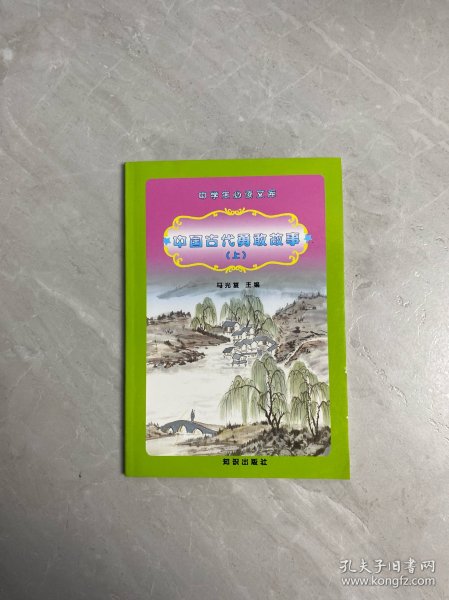 中学生必读文库
中国古代勇敢故事
（上）
马光复 主编
知识出版社
孔夫子旧书网
www.kongfz.com